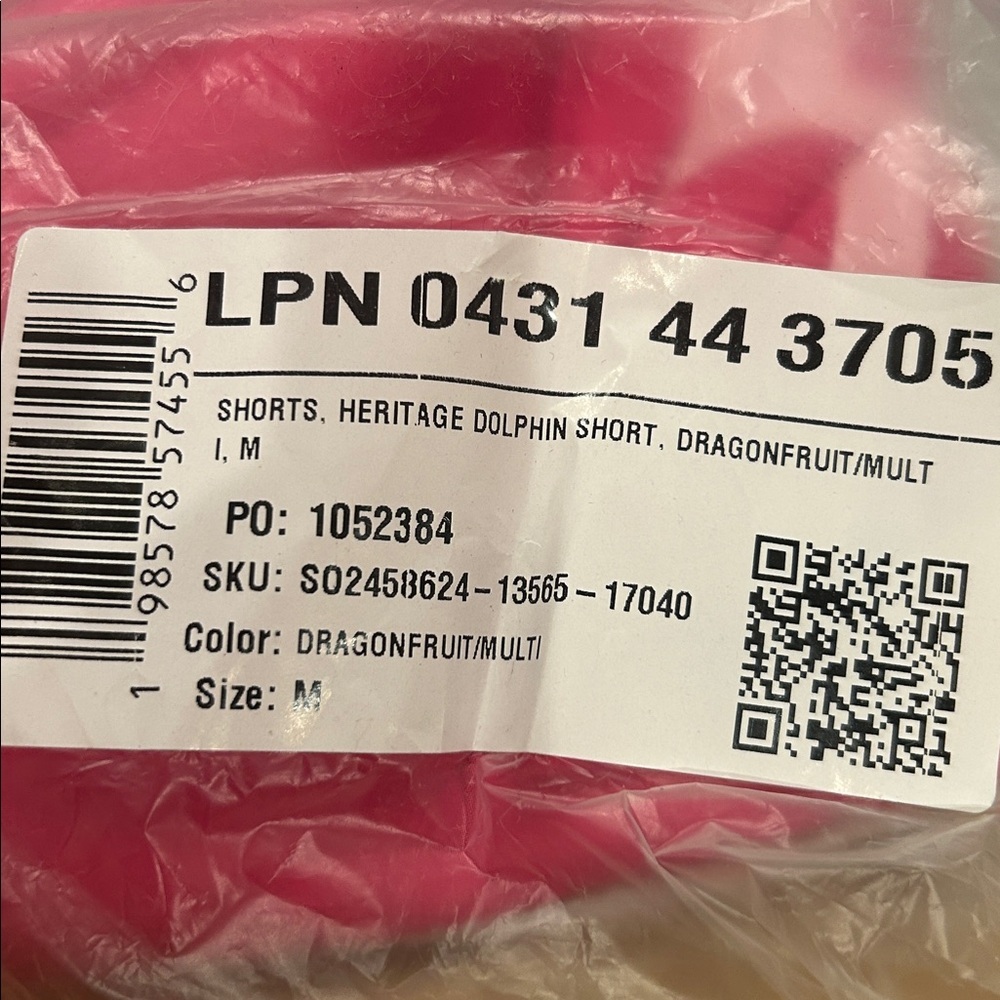 LPN 0431 44 3705
SHORTS, HERITAGE DOLPHIN SHORT, DRAGONFRUIT/MULT
I, M
PO: 1052384
SKU: SO2458624-13565-17040
Color: DRAGONFRUIT/MULTI
Size: M
1 98578 57455 6